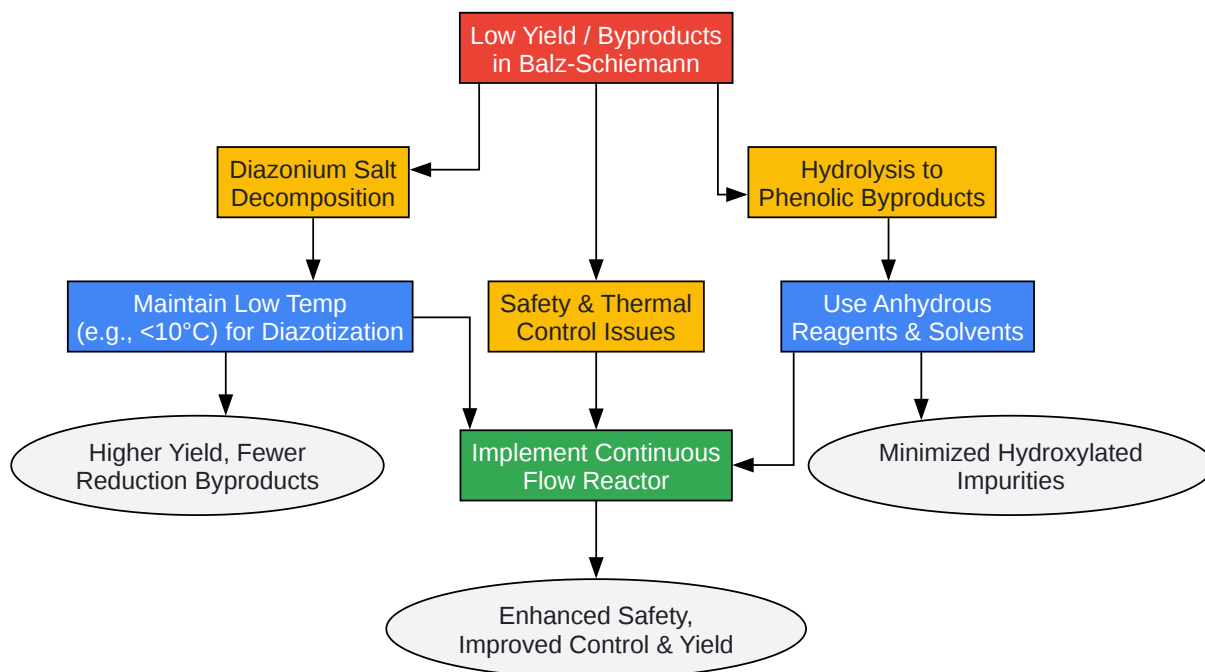 Low Yield / Byproducts
in Balz-Schiemann
Diazonium Salt
Decomposition
Hydrolysis to
Phenolic Byproducts
Maintain Low Temp
(e.g., <10°C) for Diazotization
Safety & Thermal
Control Issues
Use Anhydrous
Reagents & Solvents
Higher Yield, Fewer
Reduction Byproducts
Implement Continuous
Flow Reactor
Minimized Hydroxylated
Impurities
Enhanced Safety,
Improved Control & Yield